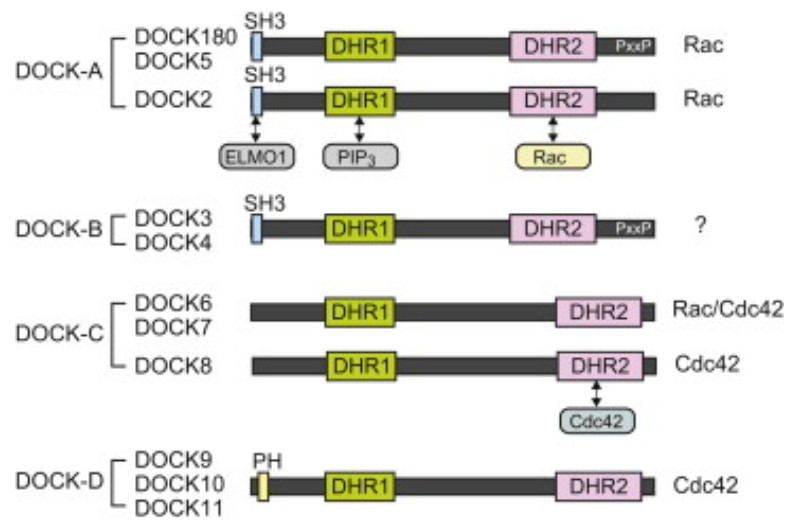 SH3
DOCK180
DHR1 DHR2 PxxP Rac
DOCK5
DOCK-A
SH3
DOCK2 DHR1 DHR2 Rac
ELMO1 PIP₃ Rac
SH3
DOCK3
DOCK-B DHR1 DHR2 PxxP ?
DOCK4
DOCK6
DHR1 DHR2 Rac/Cdc42
DOCK7
DOCK-C
DOCK8 DHR1 DHR2 Cdc42
Cdc42
DOCK9 PH
DOCK-D DOCK10 DHR1 DHR2 Cdc42
DOCK11